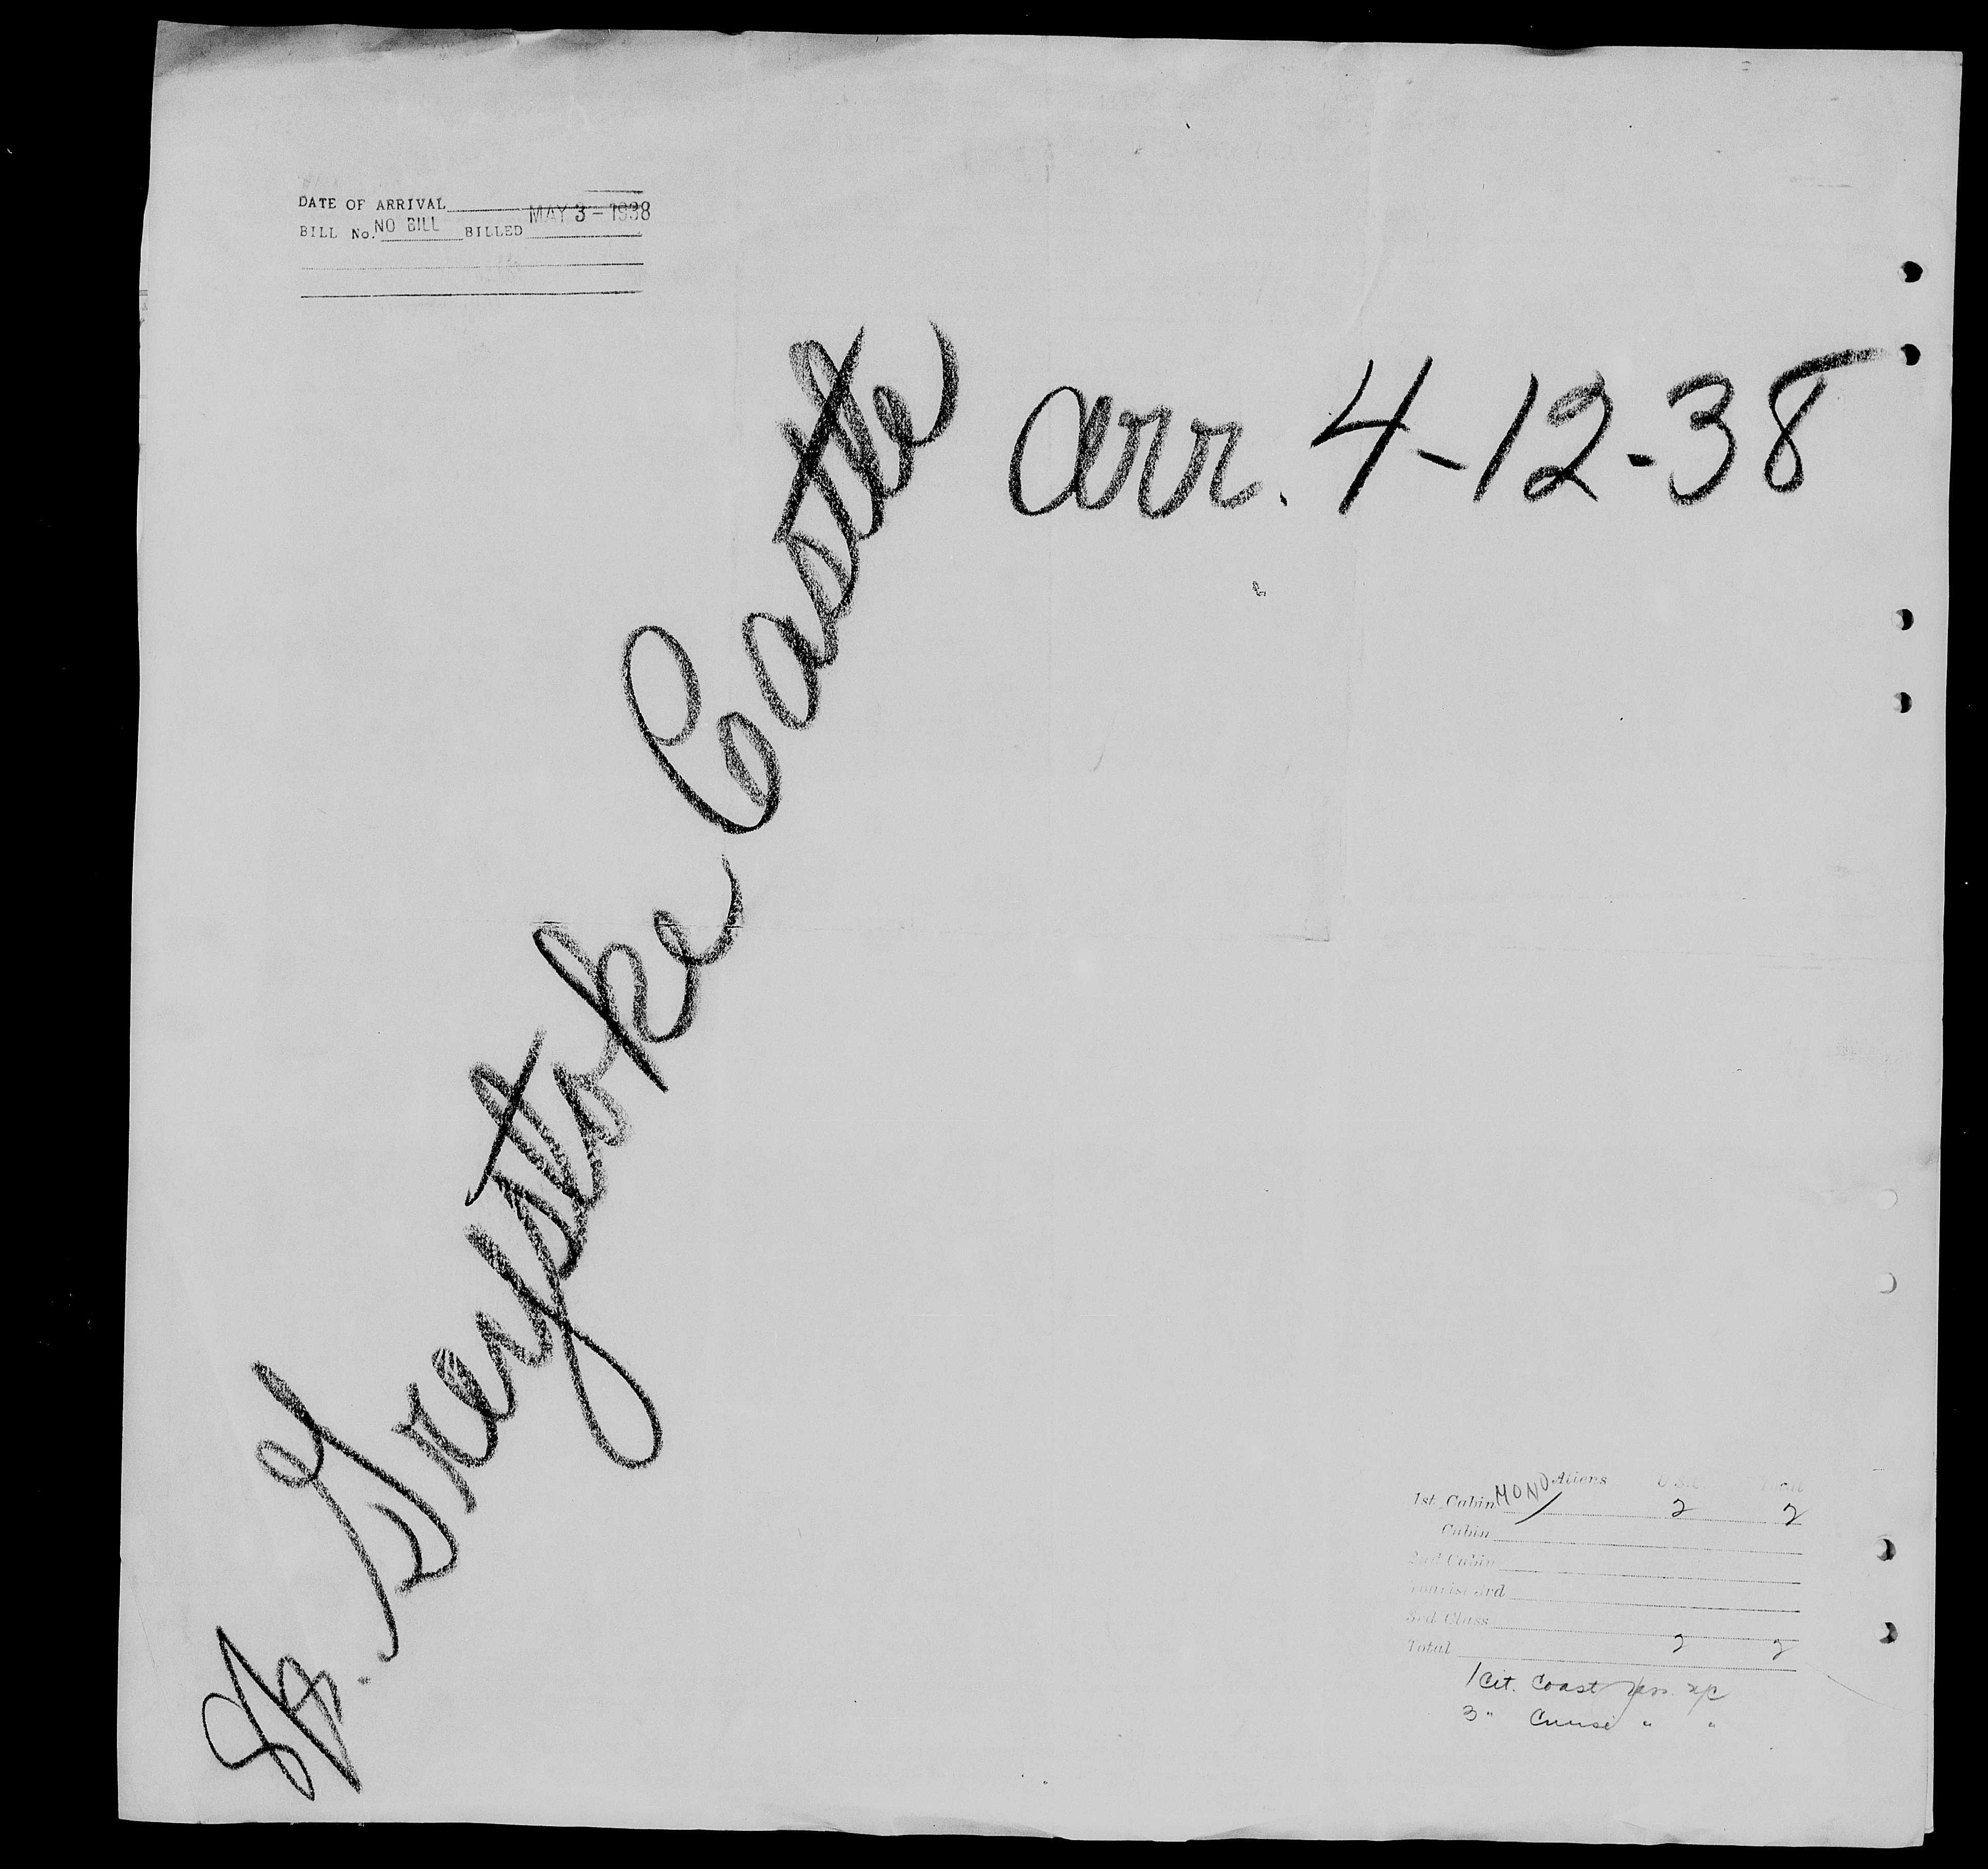 DATE OF ARRIVAL
BILL No. NO BILL BILLED MAY 3 - 1938
arr. 4-12-38
SS. Greystoke Castle
Aliens U.S.C. Total
1st. Cabin MONO / 2 2
Cabin
2nd Cabin
Tourist 3rd
3rd Class
Total 2 2
1 Cit. Coast pass.
3 " Cruise " "